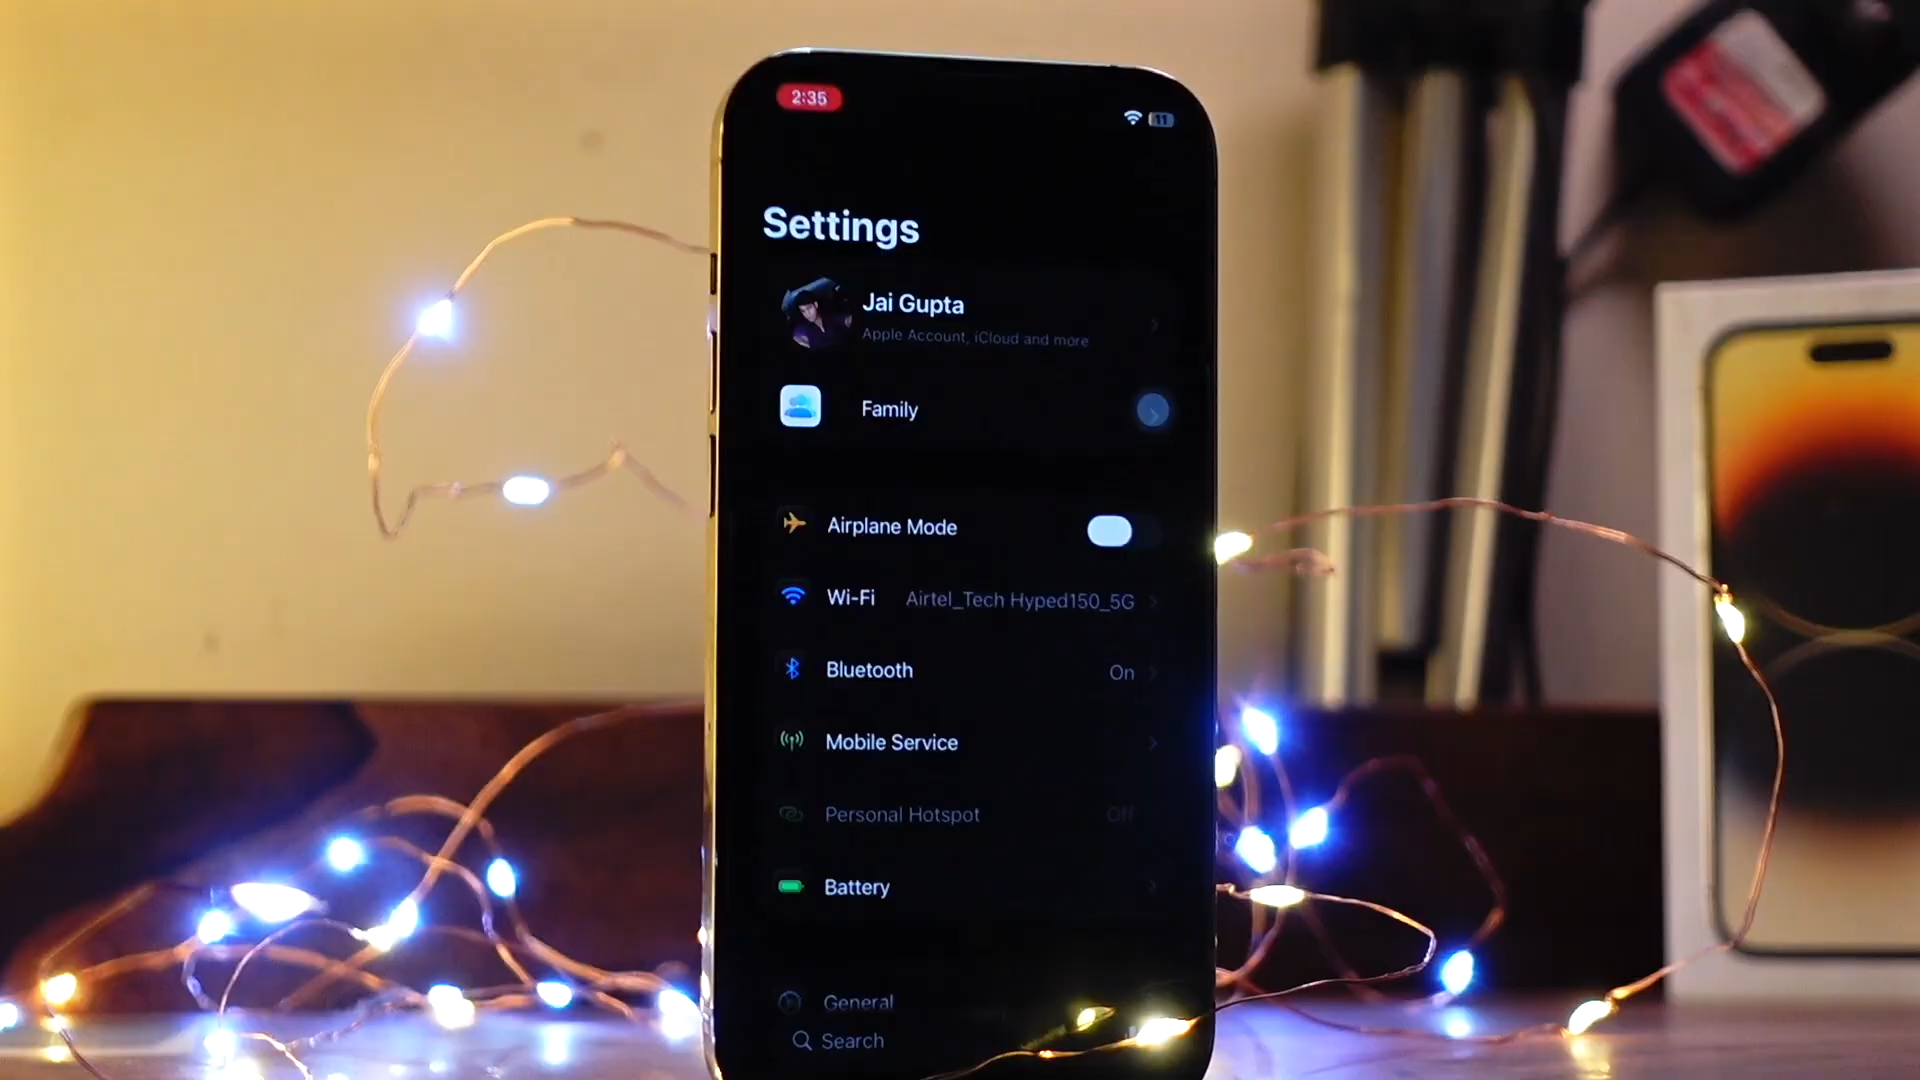 2:35
11
Settings
Jai Gupta
Apple Account, iCloud and more
Family
Airplane Mode
Wi-Fi Airtel_Tech Hyped150_5G
Bluetooth On
Mobile Service
Personal Hotspot Off
Battery
General
Search